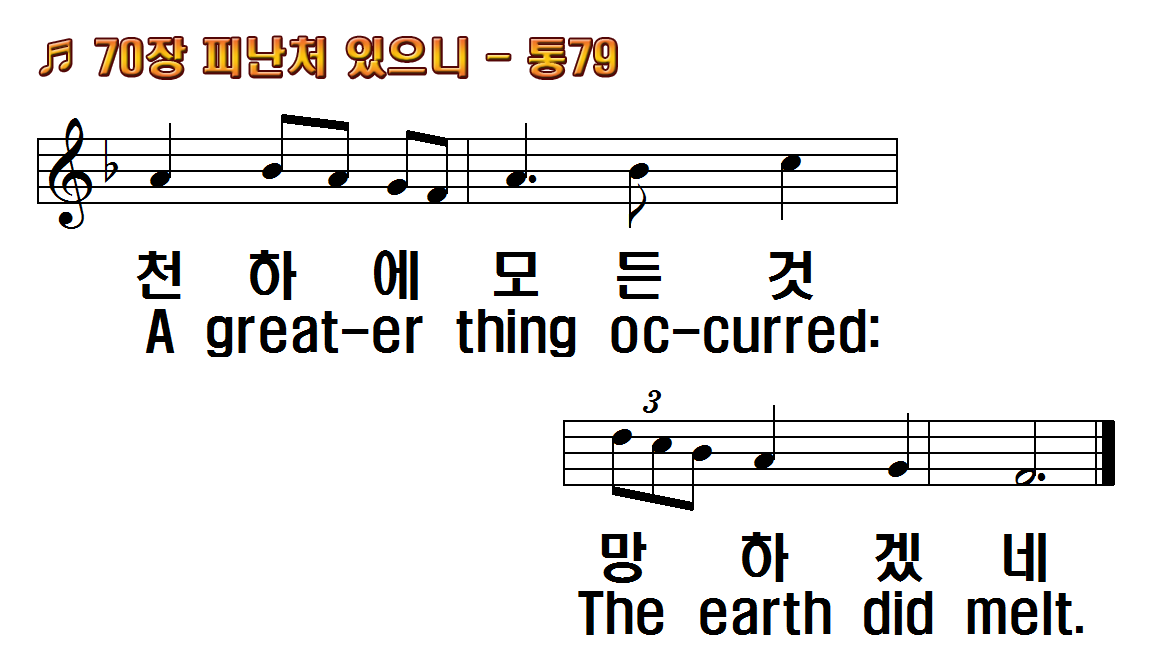 ♬ 70장 피난처 있으니 - 통79
천 하 에 모 든 것
A great-er thing oc-curred:
3
망 하 겠 네
The earth did melt.